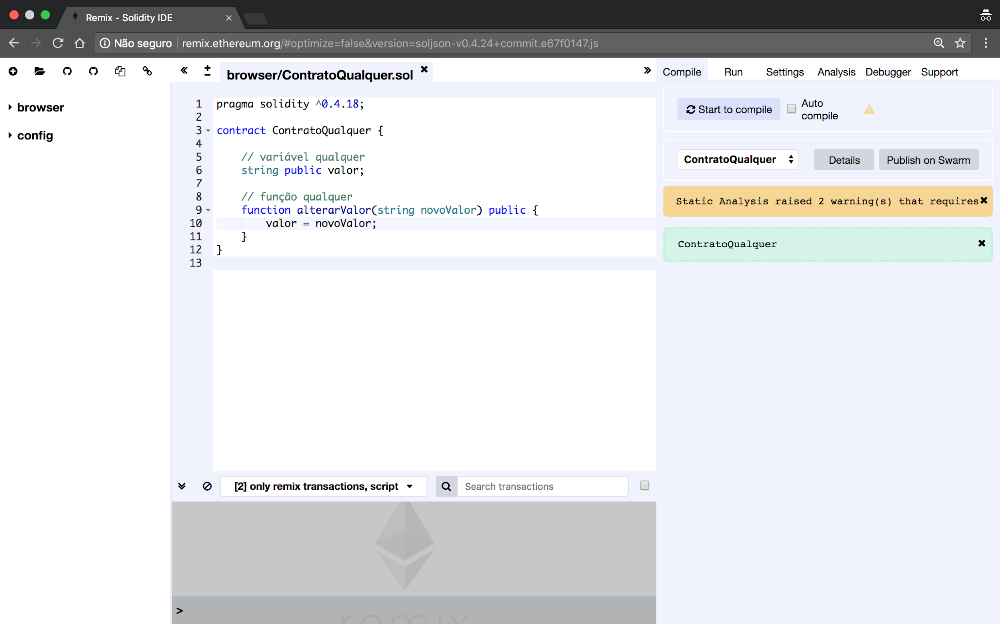 Remix - Solidity IDE
Não seguro
remix.ethereum.org/#optimize=false&version=soljson-v0.4.24+commit.e67f0147.js
browser
config
browser/ContratoQualquer.sol
1 pragma solidity ^0.4.18;
2
3 contract ContratoQualquer {
4
5 // variável qualquer
6 string public valor;
7
8 // função qualquer
9 function alterarValor(string novoValor) public {
10 valor = novoValor;
11 }
12 }
13
[2] only remix transactions, script
Search transactions
>
remix
Compile Run Settings Analysis Debugger Support
Start to compile
Auto
compile
ContratoQualquer
Details
Publish on Swarm
Static Analysis raised 2 warning(s) that requires
ContratoQualquer